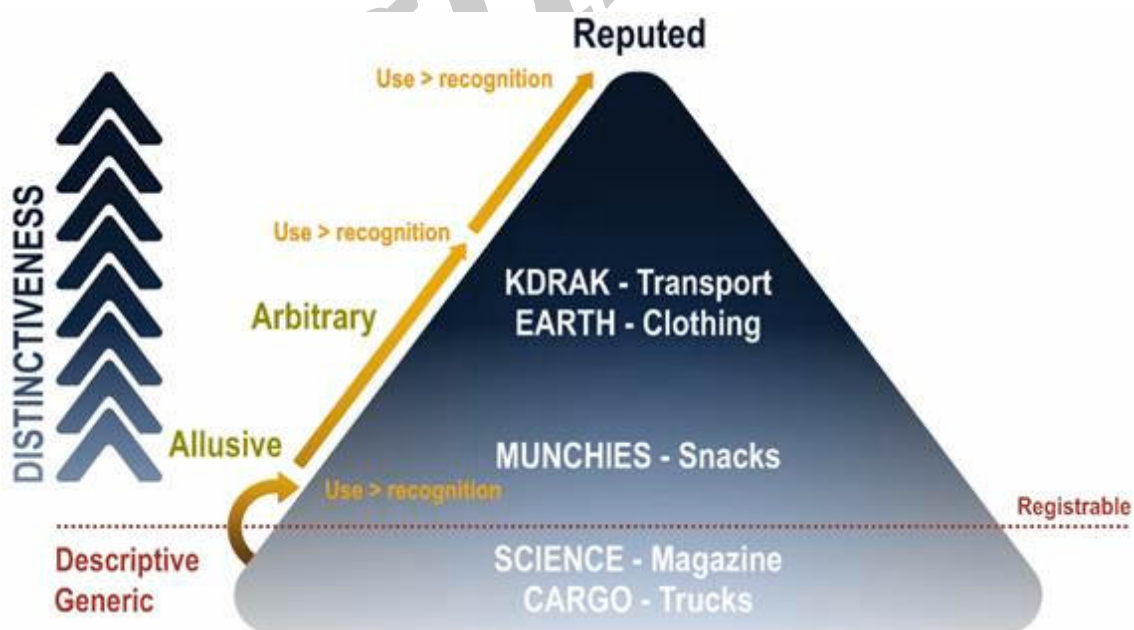 Reputed
Use > recognition
DISTINCTIVENESS
Use > recognition
KDRAK - Transport
Arbitrary
EARTH - Clothing
Allusive
MUNCHIES - Snacks
Use > recognition
Registrable
Descriptive
Generic
SCIENCE - Magazine
CARGO - Trucks